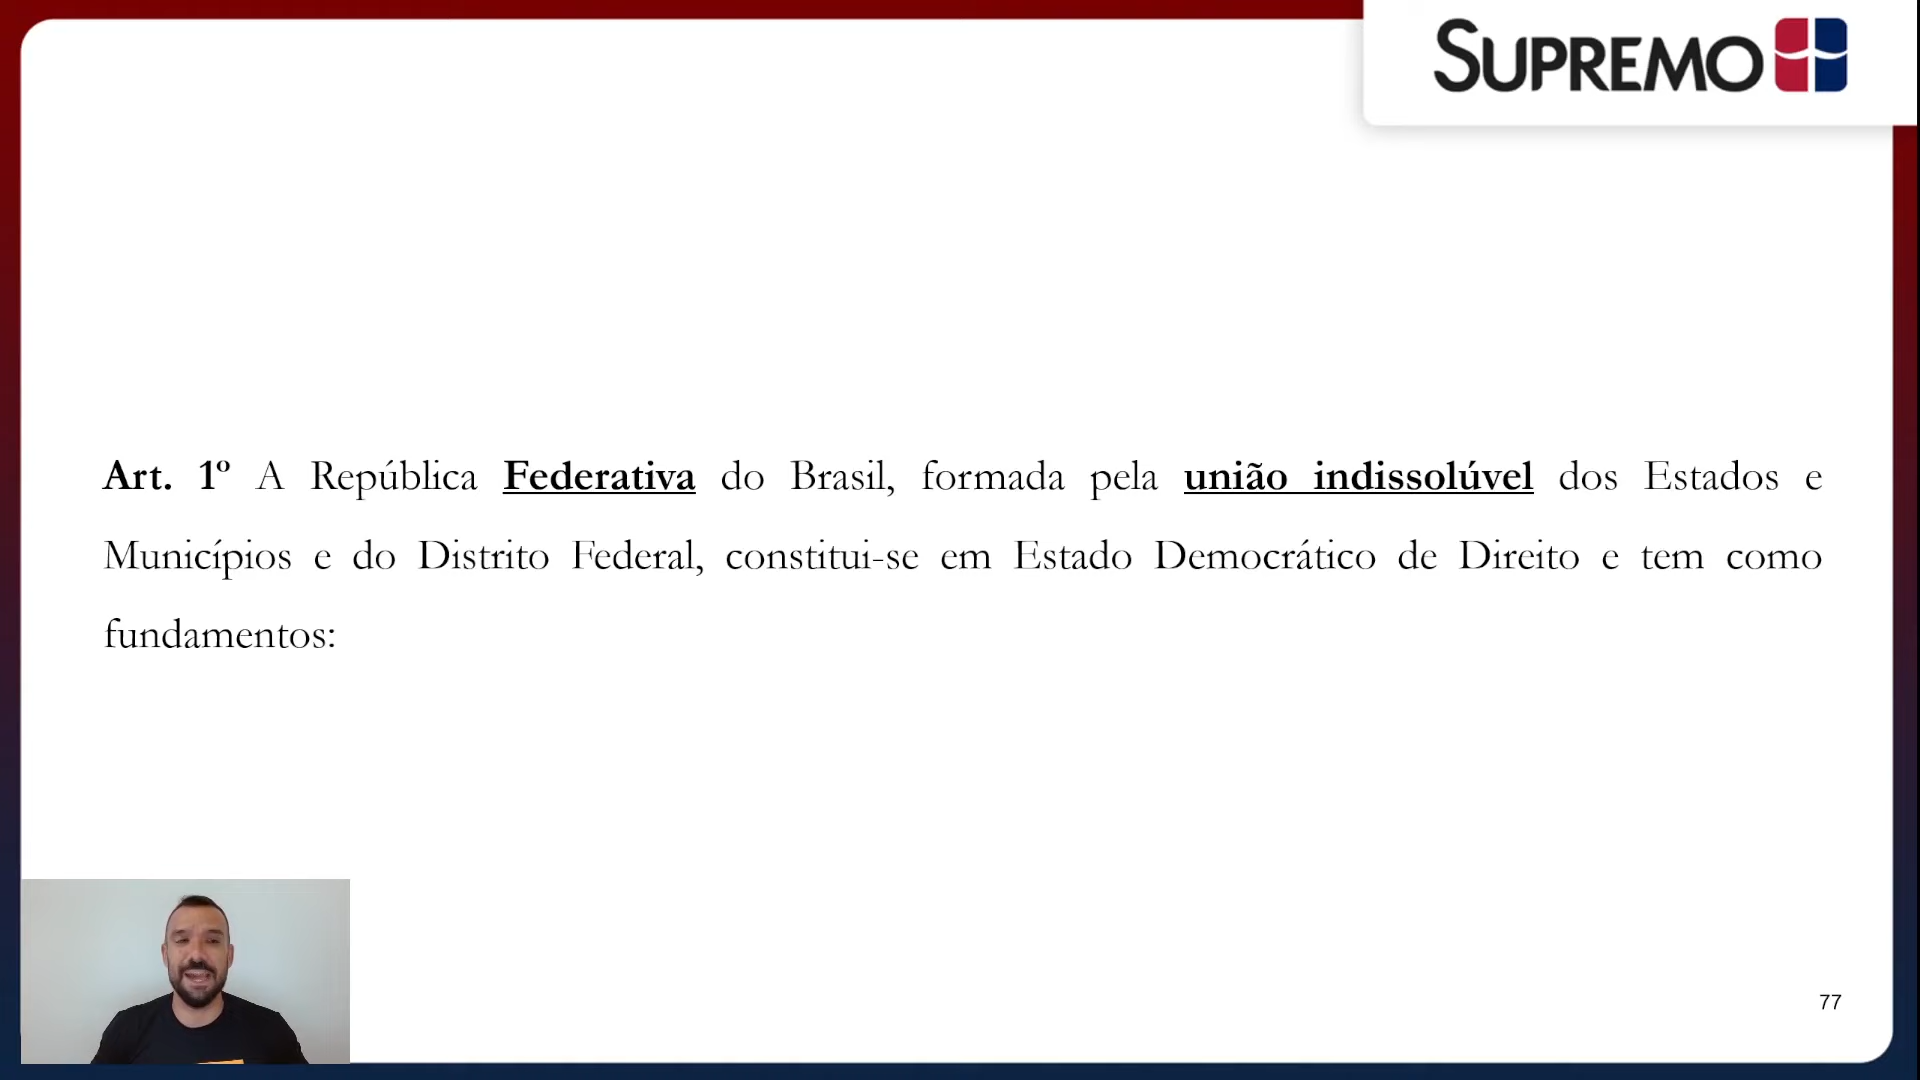 SUPREMO
Art. 1º A República Federativa do Brasil, formada pela união indissolúvel dos Estados e
Municípios e do Distrito Federal, constitui-se em Estado Democrático de Direito e tem como
fundamentos:
77